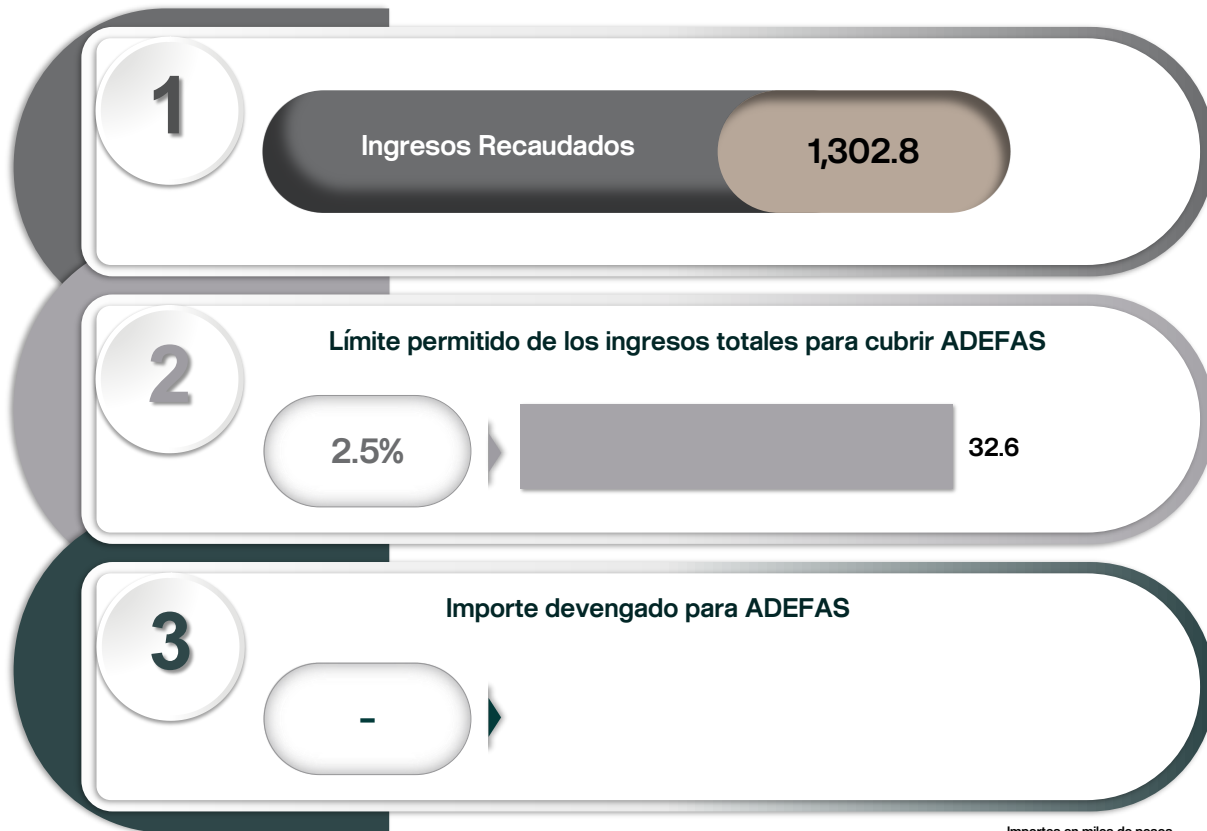 1
Ingresos Recaudados
1,302.8
2
Límite permitido de los ingresos totales para cubrir ADEFAS
2.5%
32.6
3
Importe devengado para ADEFAS
-
Importes en miles de pesos